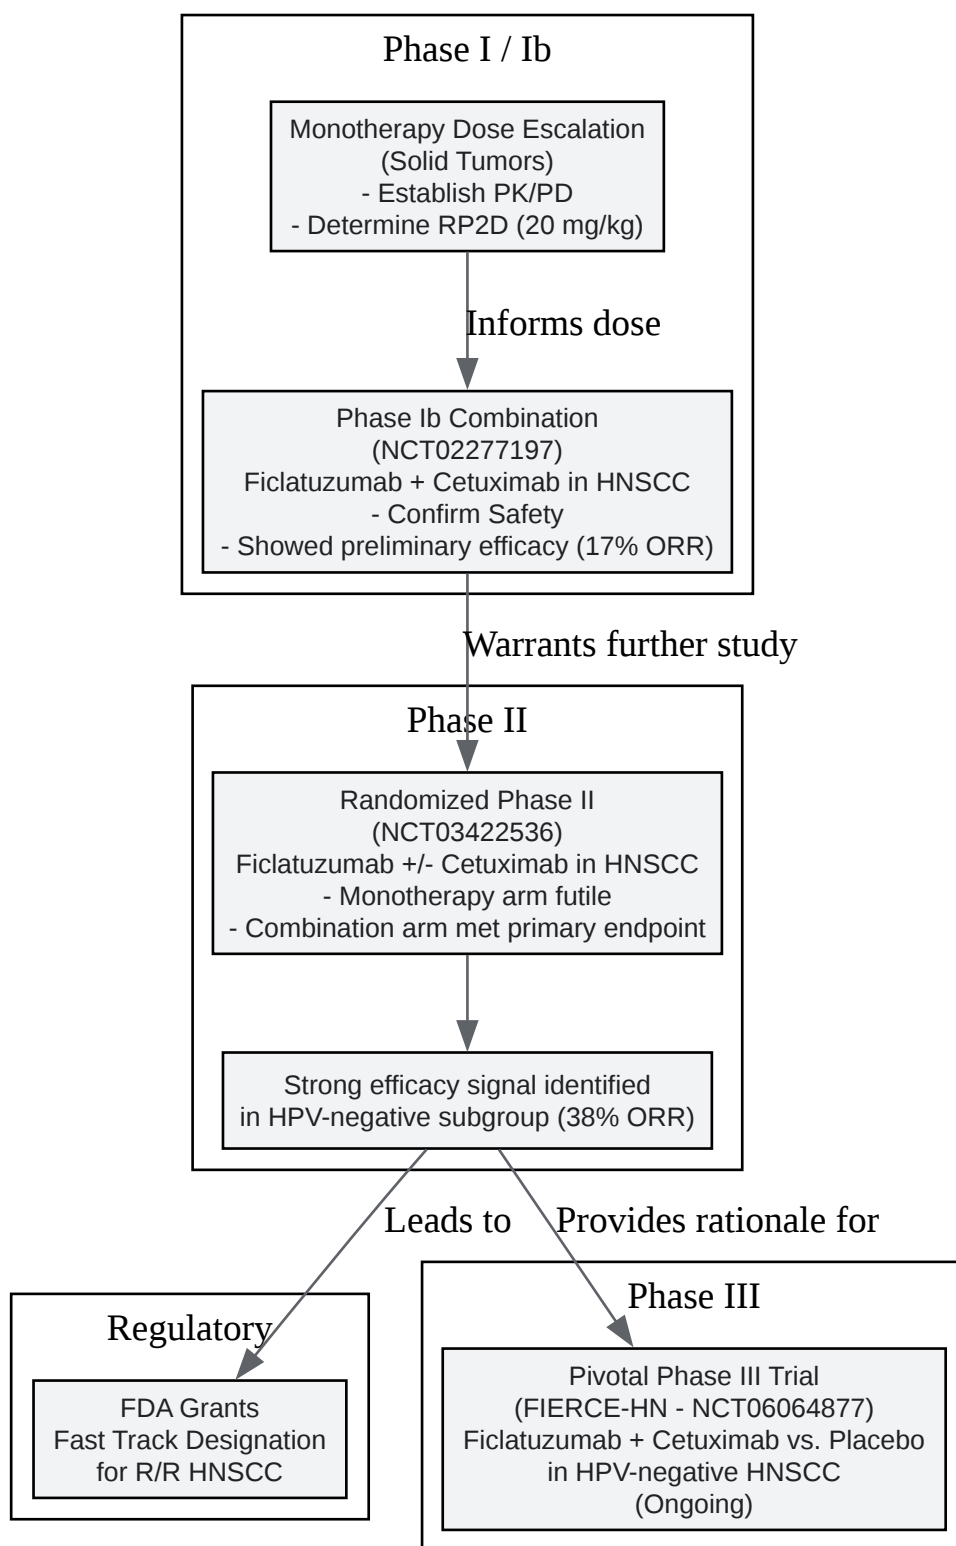 Phase I / Ib
Monotherapy Dose Escalation
(Solid Tumors)
- Establish PK/PD
- Determine RP2D (20 mg/kg)
Informs dose
Phase Ib Combination
(NCT02277197)
Ficlatuzumab + Cetuximab in HNSCC
- Confirm Safety
- Showed preliminary efficacy (17% ORR)
Warrants further study
Phase II
Randomized Phase II
(NCT03422536)
Ficlatuzumab +/- Cetuximab in HNSCC
- Monotherapy arm futile
- Combination arm met primary endpoint
Strong efficacy signal identified
in HPV-negative subgroup (38% ORR)
Leads to
Provides rationale for
Regulatory
FDA Grants
Fast Track Designation
for R/R HNSCC
Phase III
Pivotal Phase III Trial
(FIERCE-HN - NCT06064877)
Ficlatuzumab + Cetuximab vs. Placebo
in HPV-negative HNSCC
(Ongoing)